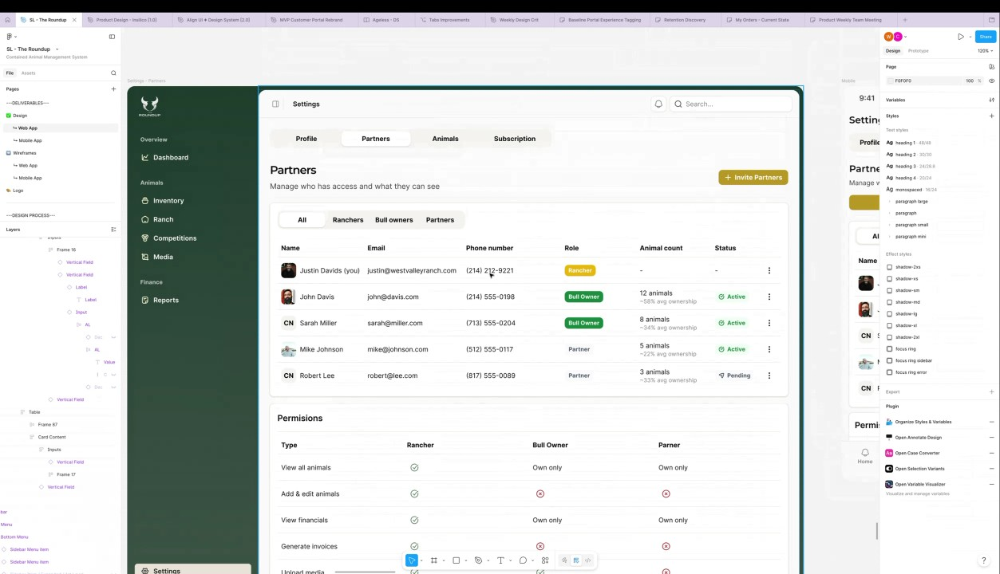 SL - The Roundup
Product Design - Insilico [1.0]
Align UI ✦ Design System [2.0]
MVP Customer Portal Rebrand
Ageless - DS
Tabs Improvements
Weekly Design Crit
Baseline Portal Experience Tagging
Retention Discovery
My Orders - Current State
Product Weekly Team Meeting
SL - The Roundup
Contained Animal Management System
File
Assets
Pages
---DELIVERABLES---
Design
↳ Web App
↳ Mobile App
Wireframes
↳ Web App
↳ Mobile App
Logo
---DESIGN PROCESS---
Layers
Inputs
Frame 16
Vertical Field
Vertical Field
Label
Label
Input
AL
Dec
AL
Value
Dec
Vertical Field
Table
Frame 87
Card Content
Inputs
Vertical Field
Frame 17
Vertical Field
bar
Menu
Bottom Menu
Sidebar Menu Item
Sidebar Menu Item
Settings - Partners
ROUNDUP
Overview
Dashboard
Animals
Inventory
Ranch
Competitions
Media
Finance
Reports
Settings
Settings
Search...
Profile
Partners
Animals
Subscription
Partners
Manage who has access and what they can see
+ Invite Partners
All
Ranchers
Bull owners
Partners
Name Email Phone number Role Animal count Status
Justin Davids (you) justin@westvalleyranch.com (214) 212-9221 Rancher - -
John Davis john@davis.com (214) 555-0198 Bull Owner 12 animals Active
~58% avg ownership
CN Sarah Miller sarah@miller.com (713) 555-0204 Bull Owner 8 animals Active
~34% avg ownership
Mike Johnson mike@johnson.com (512) 555-0117 Partner 5 animals Active
~22% avg ownership
CN Robert Lee robert@lee.com (817) 555-0089 Partner 3 animals Pending
~33% avg ownership
Permisions
Type Rancher Bull Owner Parner
View all animals Own only Own only
Add & edit animals
View financials Own only Own only
Generate invoices
Upload media
Mobile
9:41
Setting
Profile
Partne
Manage w
Al
Name
CN
CN
Permi
Home
W
C
Share
Design
Prototype
120%
Page
F0F0F0 100 %
Variables
Styles
Text styles
Ag heading 1 · 48/48
Ag heading 2 · 30/30
Ag heading 3 · 24/28.8
Ag heading 4 · 20/24
Ag monospaced · 16/24
paragraph large
paragraph
paragraph small
paragraph mini
Effect styles
shadow-2xs
shadow-xs
shadow-sm
shadow-md
shadow-lg
shadow-xl
shadow-2xl
focus ring
focus ring sidebar
focus ring error
Export
Plugin
Organize Styles & Variables
Open Annotate Design
Aa Open Case Converter
Open Selection Variants
Open Variable Visualizer
Visualize and manage variables
?